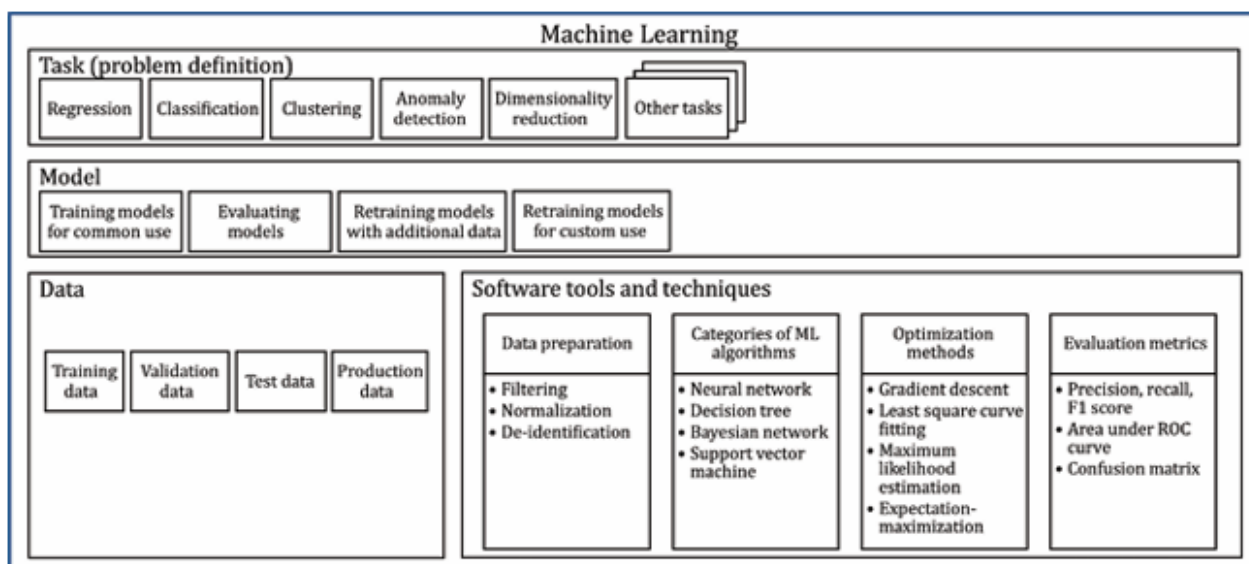 Machine Learning
Task (problem definition)
Regression
Classification
Clustering
Anomaly
detection
Dimensionality
reduction
Other tasks
Model
Training models
for common use
Evaluating
models
Retraining models
with additional data
Retraining models
for custom use
Data
Training
data
Validation
data
Test data
Production
data
Software tools and techniques
Data preparation
• Filtering
• Normalization
• De-identification
Categories of ML
algorithms
• Neural network
• Decision tree
• Bayesian network
• Support vector
machine
Optimization
methods
• Gradient descent
• Least square curve
fitting
• Maximum
likelihood
estimation
• Expectation-
maximization
Evaluation metrics
• Precision, recall,
F1 score
• Area under ROC
curve
• Confusion matrix